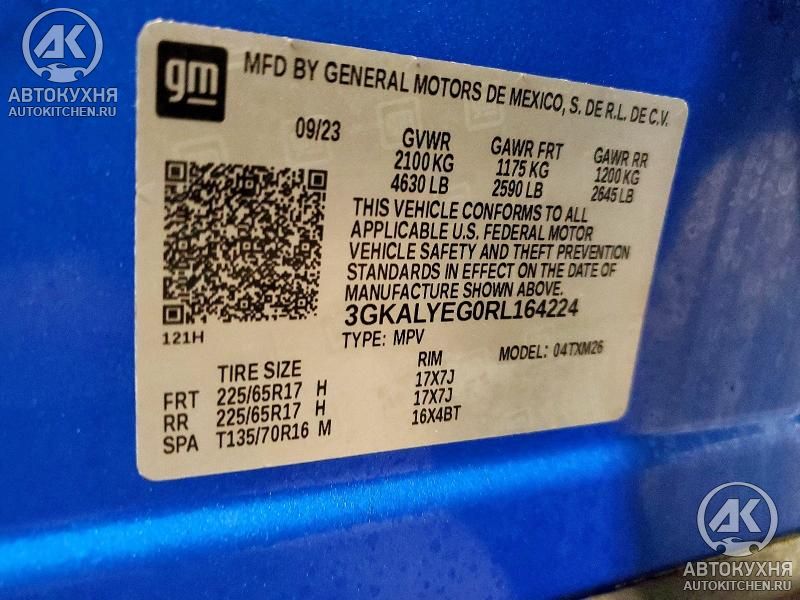 AK
АВТОКУХНЯ
AUTOKITCHEN.RU
gm
MFD BY GENERAL MOTORS DE MEXICO, S. DE R.L. DE C.V.
09/23 GVWR GAWR FRT GAWR RR
2100 KG 1175 KG 1200 KG
4630 LB 2590 LB 2645 LB
THIS VEHICLE CONFORMS TO ALL
APPLICABLE U.S. FEDERAL MOTOR
VEHICLE SAFETY AND THEFT PREVENTION
STANDARDS IN EFFECT ON THE DATE OF
MANUFACTURE SHOWN ABOVE.
3GKALYEG0RL164224
121H
TYPE: MPV MODEL: 04TXM26
TIRE SIZE RIM
FRT 225/65R17 H 17X7J
RR 225/65R17 H 17X7J
SPA T135/70R16 M 16X4BT
AK
АВТОКУХНЯ
AUTOKITCHEN.RU